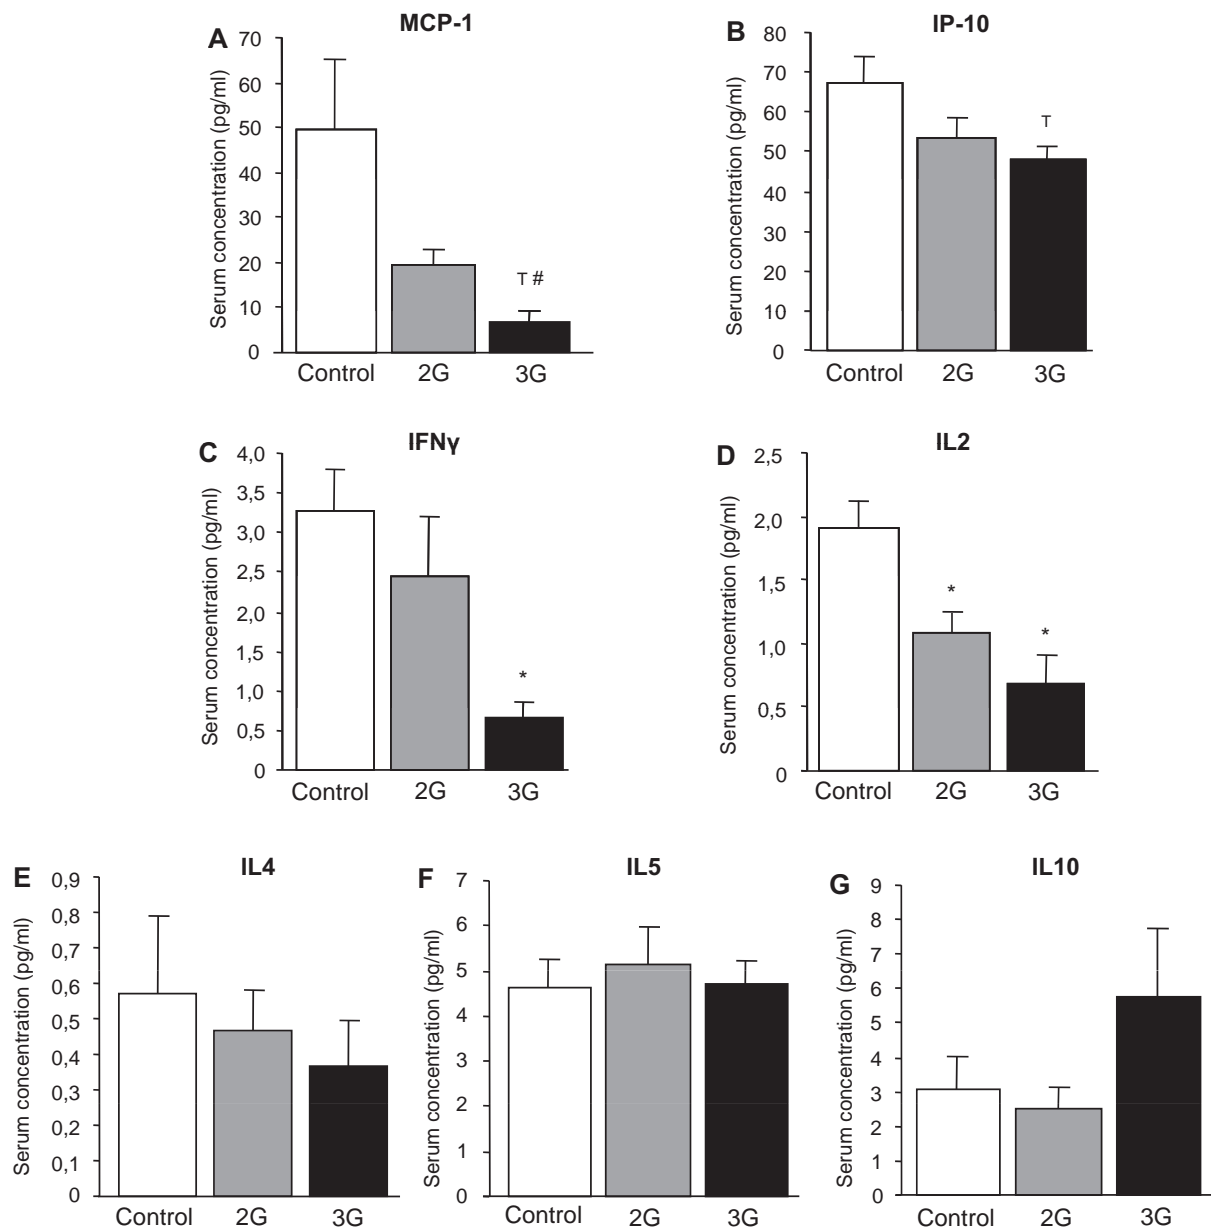 A
MCP-1
Serum concentration (pg/ml)
70
60
50
40
30
20
10
0
T #
Control 2G 3G
B
IP-10
Serum concentration (pg/ml)
80
70
60
50
40
30
20
10
0
T
Control 2G 3G
C
IFNγ
Serum concentration (pg/ml)
4,0
3,5
3,0
2,5
2,0
1,5
1,0
0,5
0
*
Control 2G 3G
D
IL2
Serum concentration (pg/ml)
2,5
2,0
1,5
1,0
0,5
0
*
*
Control 2G 3G
E
IL4
Serum concentration (pg/ml)
0,9
0,8
0,7
0,6
0,5
0,4
0,3
0,2
0,1
0
Control 2G 3G
F
IL5
Serum concentration (pg/ml)
7
6
5
4
3
2
1
0
Control 2G 3G
G
IL10
Serum concentration (pg/ml)
9
8
7
6
5
4
3
2
1
0
Control 2G 3G